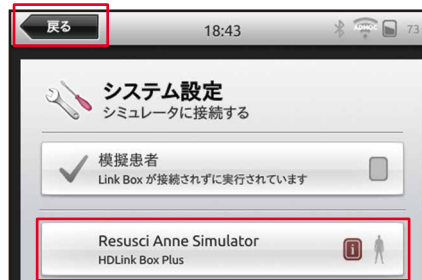 戻る
18:43
ADHOC
73
システム設定
シミュレータに接続する
模擬患者
Link Box が接続されずに実行されています
Resusci Anne Simulator
HDLink Box Plus